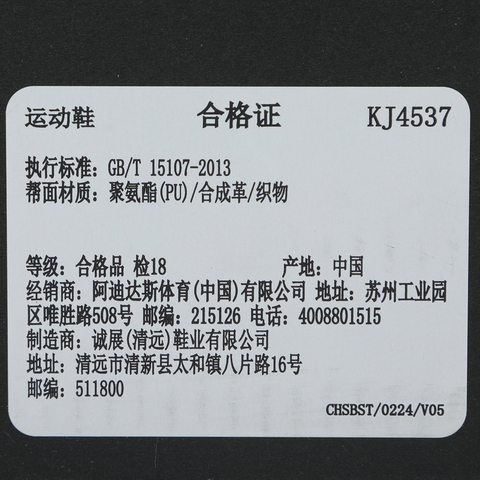 运动鞋 合格证 KJ4537
执行标准: GB/T 15107-2013
帮面材质: 聚氨酯(PU)/合成革/织物
等级: 合格品 检18 产地: 中国
经销商: 阿迪达斯体育(中国)有限公司 地址: 苏州工业园
区唯胜路508号 邮编: 215126 电话: 4008801515
制造商: 诚展(清远)鞋业有限公司
地址: 清远市清新县太和镇八片路16号
邮编: 511800
CHSBST/0224/V05